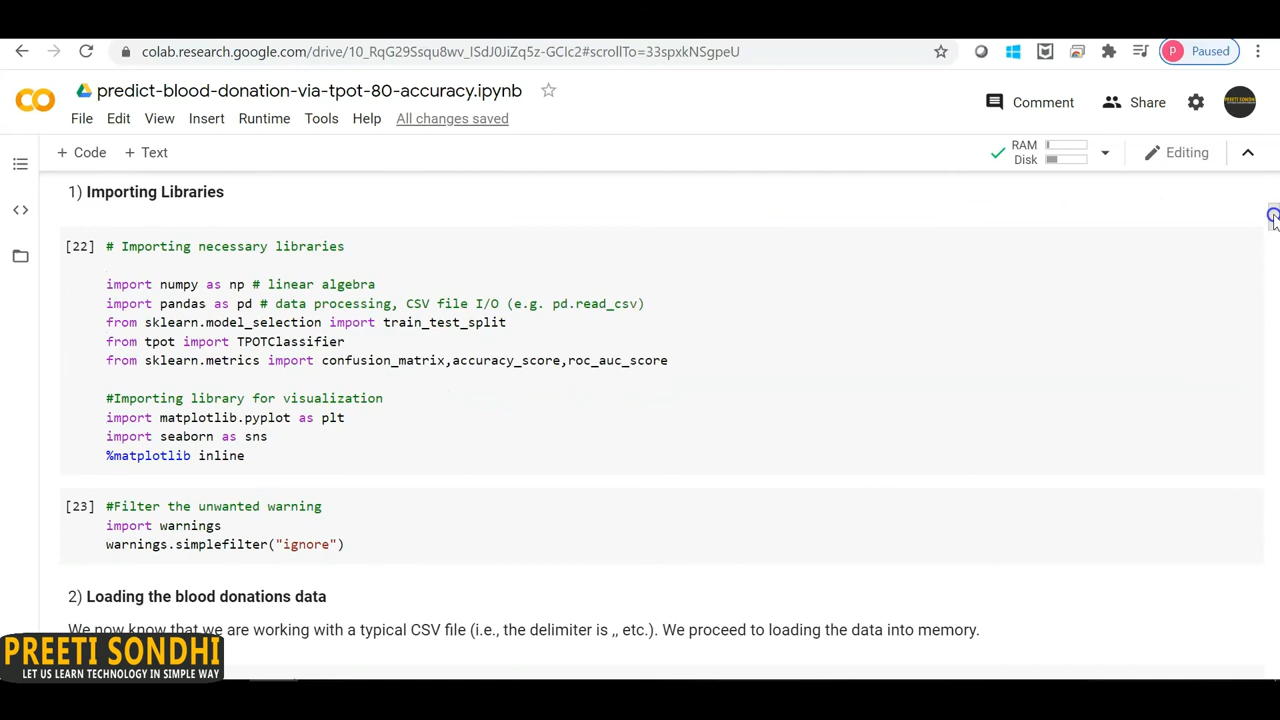 colab.research.google.com/drive/10_RqG29Ssqu8wv_lSdJ0JiZq5z-GClc2#scrollTo=33spxkNSgpeU
P Paused
CO predict-blood-donation-via-tpot-80-accuracy.ipynb
File Edit View Insert Runtime Tools Help All changes saved
Comment Share
PREETI SONDHI
+ Code + Text
RAM
Disk
Editing
1) Importing Libraries
[22] # Importing necessary libraries
import numpy as np # linear algebra
import pandas as pd # data processing, CSV file I/O (e.g. pd.read_csv)
from sklearn.model_selection import train_test_split
from tpot import TPOTClassifier
from sklearn.metrics import confusion_matrix,accuracy_score,roc_auc_score
#Importing library for visualization
import matplotlib.pyplot as plt
import seaborn as sns
%matplotlib inline
[23] #Filter the unwanted warning
import warnings
warnings.simplefilter("ignore")
2) Loading the blood donations data
We now know that we are working with a typical CSV file (i.e., the delimiter is ,, etc.). We proceed to loading the data into memory.
PREETI SONDHI
LET US LEARN TECHNOLOGY IN SIMPLE WAY